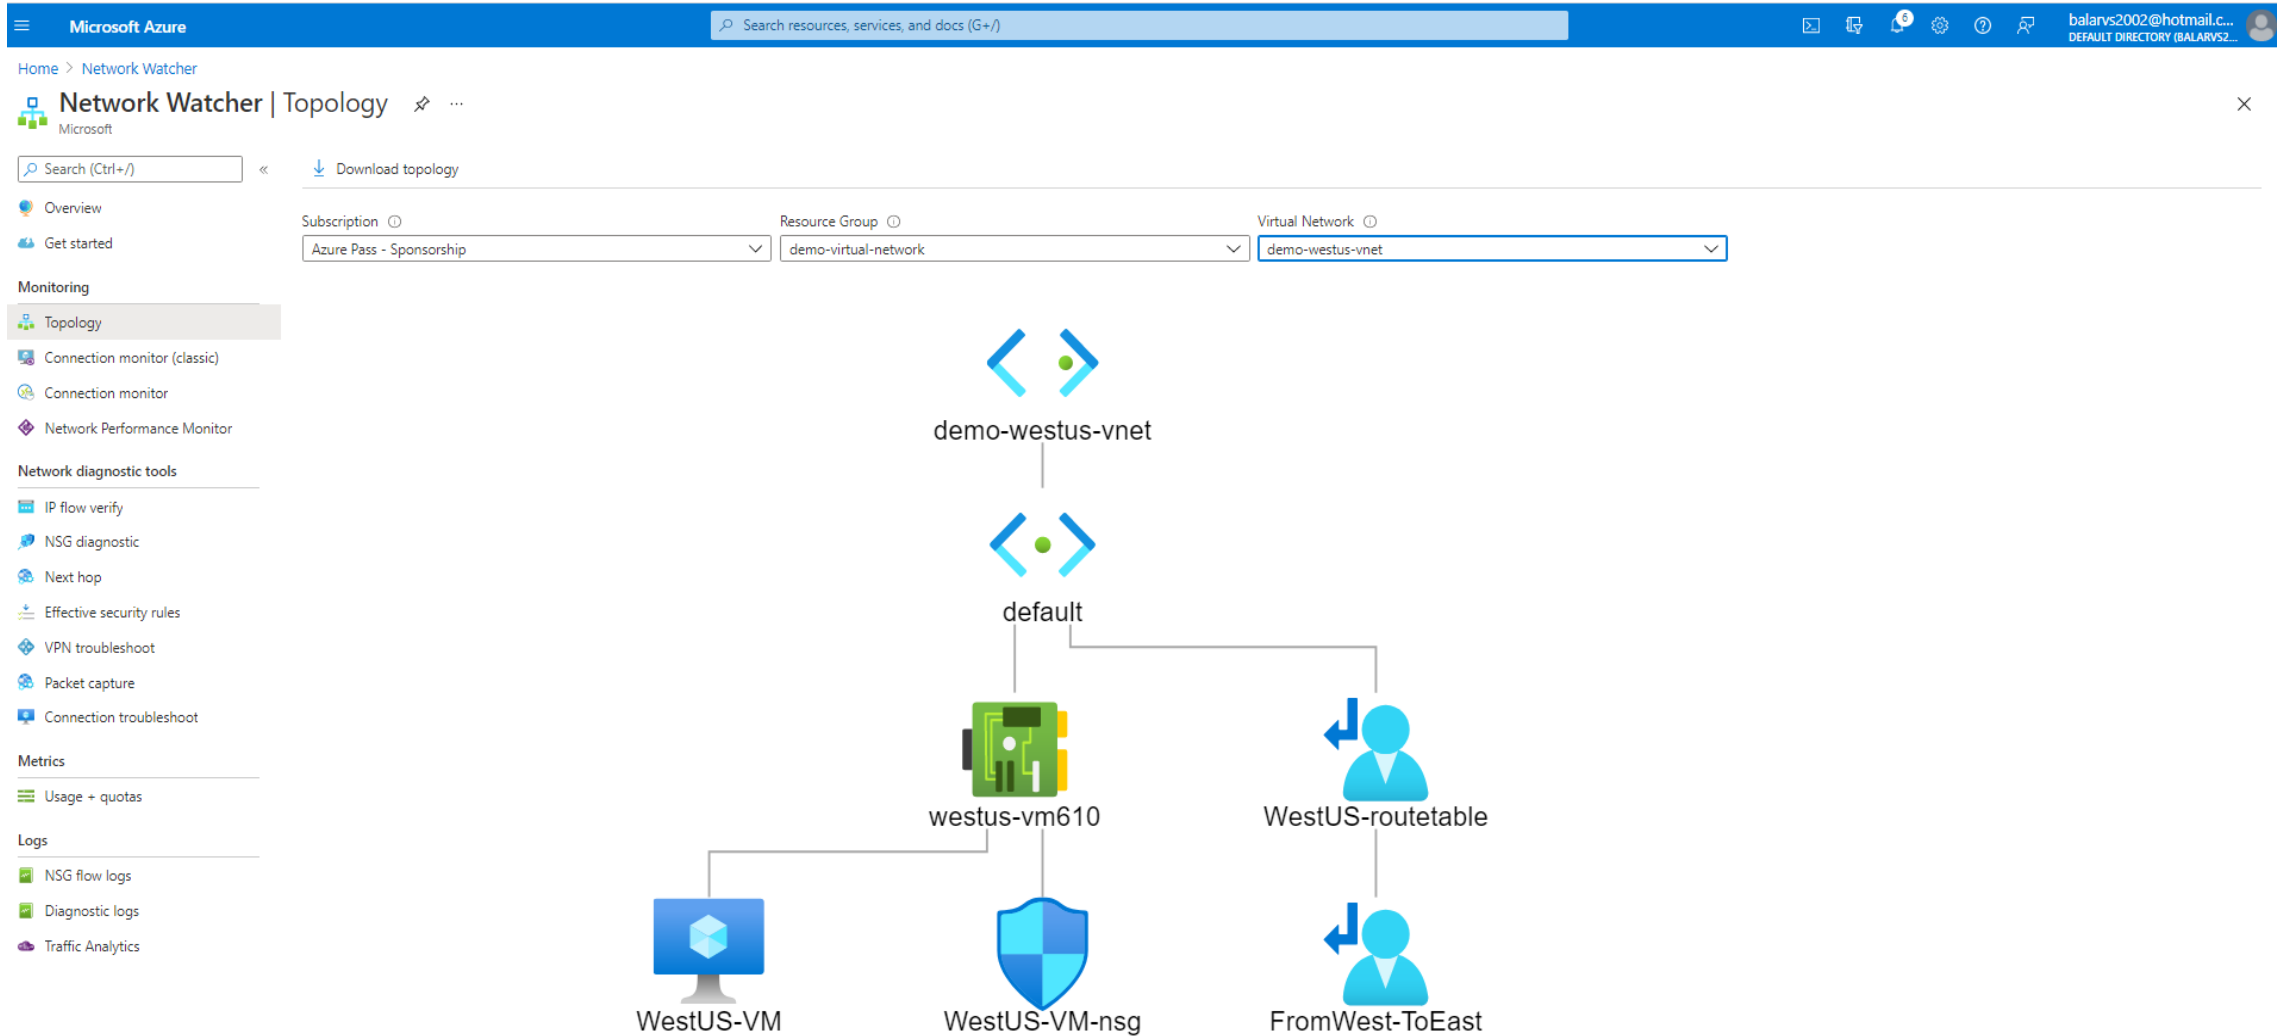 Microsoft Azure
Search resources, services, and docs (G+/)
6
balarvs2002@hotmail.c...
DEFAULT DIRECTORY (BALARVS2...
Home > Network Watcher
Network Watcher | Topology ...
Microsoft
Search (Ctrl+/)
«
Download topology
Overview
Get started
Monitoring
Topology
Connection monitor (classic)
Connection monitor
Network Performance Monitor
Network diagnostic tools
IP flow verify
NSG diagnostic
Next hop
Effective security rules
VPN troubleshoot
Packet capture
Connection troubleshoot
Metrics
Usage + quotas
Logs
NSG flow logs
Diagnostic logs
Traffic Analytics
Subscription
Azure Pass - Sponsorship
Resource Group
demo-virtual-network
Virtual Network
demo-westus-vnet
demo-westus-vnet
default
westus-vm610
WestUS-routetable
WestUS-VM
WestUS-VM-nsg
FromWest-ToEast